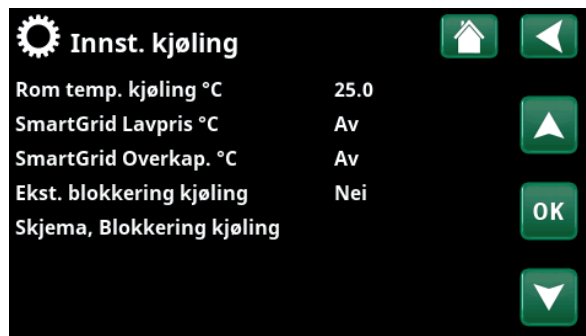 Innst. kjøling
Rom temp. kjøling °C 25.0
SmartGrid Lavpris °C Av
SmartGrid Overkap. °C Av
Ekst. blokkering kjøling Nei
Skjema, Blokkering kjøling
OK